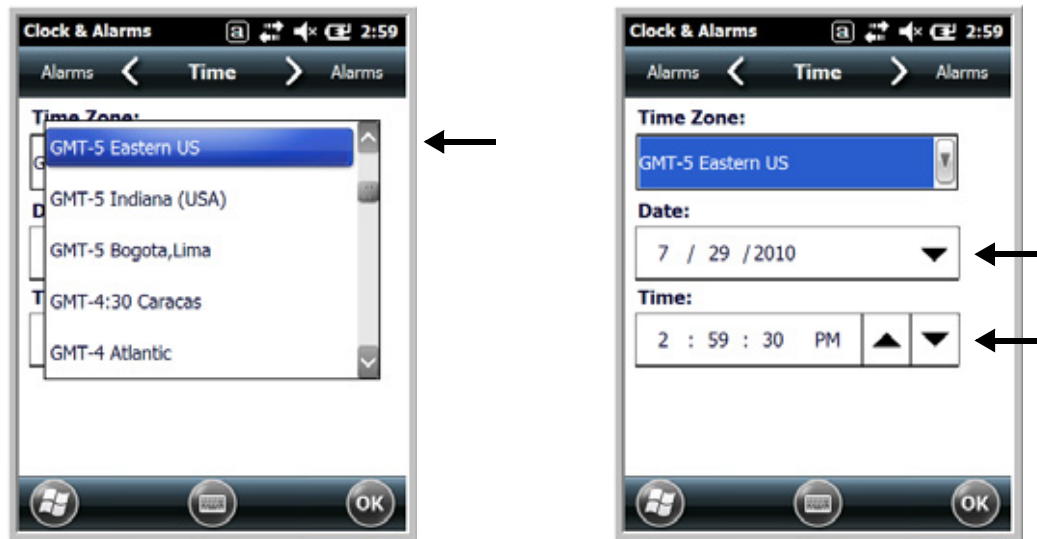 Clock & Alarms a 2:59
Alarms Time Alarms
Time Zone:
G
GMT-5 Eastern US
GMT-5 Indiana (USA)
D
GMT-5 Bogota,Lima
T
GMT-4:30 Caracas
GMT-4 Atlantic
OK
Clock & Alarms a 2:59
Alarms Time Alarms
Time Zone:
GMT-5 Eastern US
Date:
7 / 29 /2010
Time:
2 : 59 : 30 PM
OK